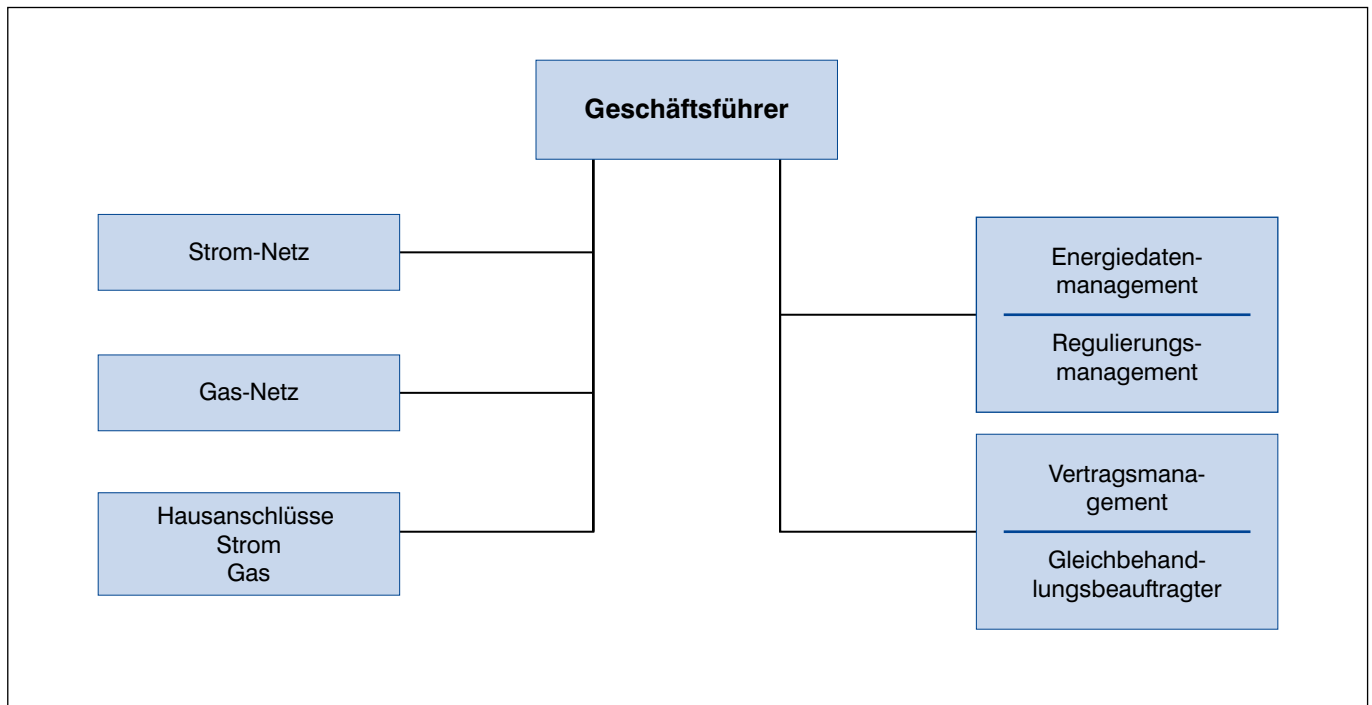 Geschäftsführer
Strom-Netz
Gas-Netz
Hausanschlüsse
Strom
Gas
Energiedaten-
management
Regulierungs-
management
Vertragsmana-
gement
Gleichbehand-
lungsbeauftragter